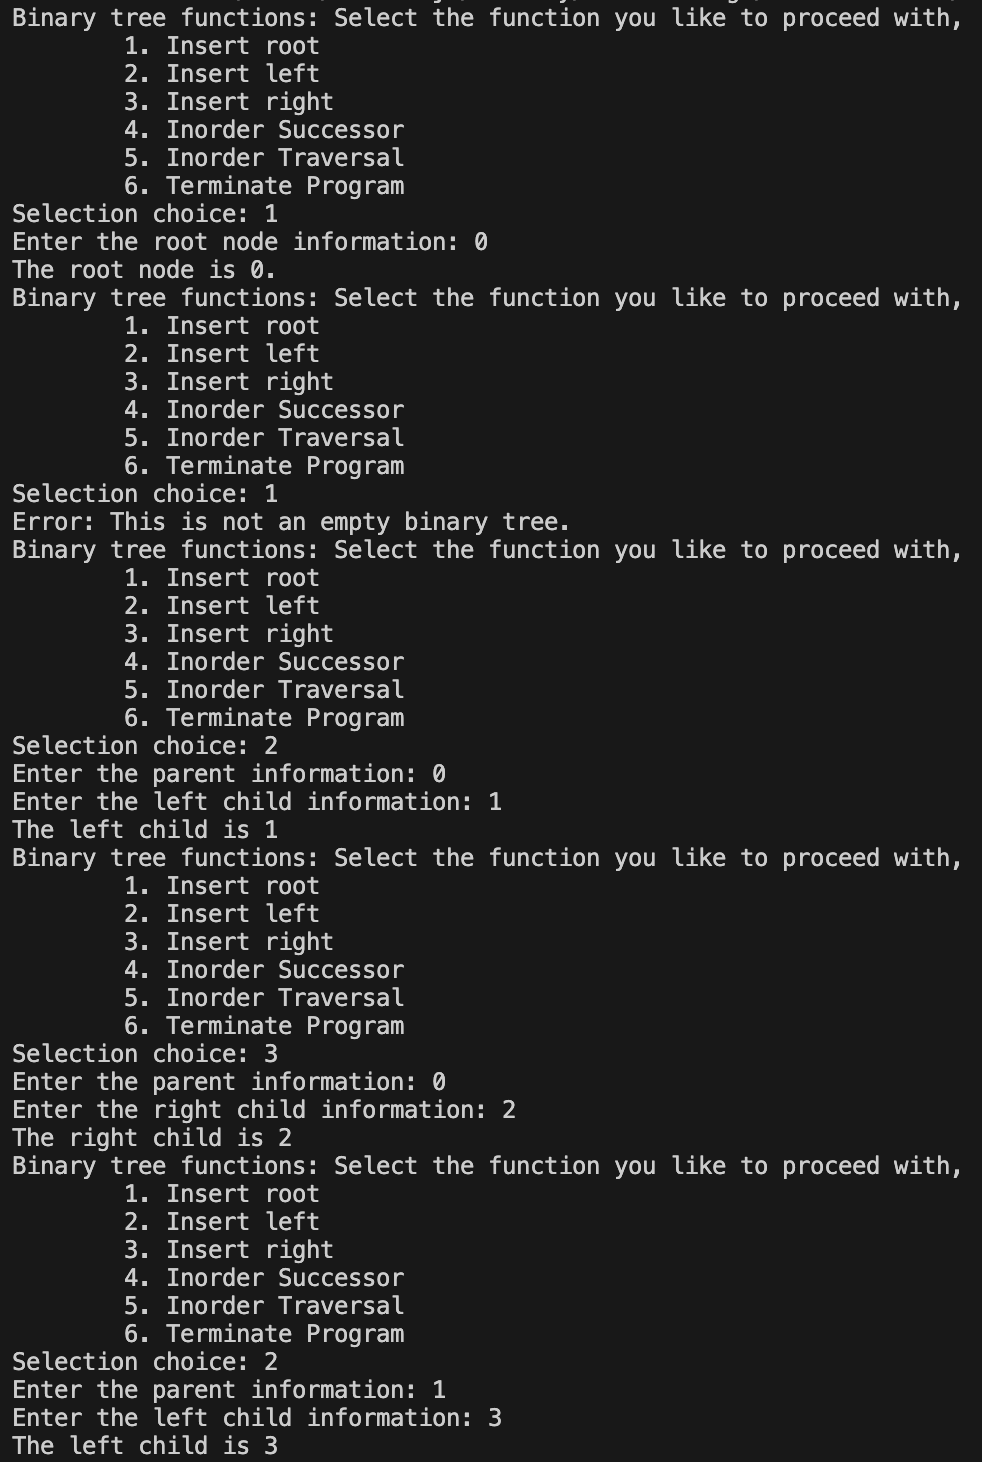 Binary tree functions: Select the function you like to proceed with,
1. Insert root
2. Insert left
3. Insert right
4. Inorder Successor
5. Inorder Traversal
6. Terminate Program
Selection choice: 1
Enter the root node information: 0
The root node is 0.
Binary tree functions: Select the function you like to proceed with,
1. Insert root
2. Insert left
3. Insert right
4. Inorder Successor
5. Inorder Traversal
6. Terminate Program
Selection choice: 1
Error: This is not an empty binary tree.
Binary tree functions: Select the function you like to proceed with,
1. Insert root
2. Insert left
3. Insert right
4. Inorder Successor
5. Inorder Traversal
6. Terminate Program
Selection choice: 2
Enter the parent information: 0
Enter the left child information: 1
The left child is 1
Binary tree functions: Select the function you like to proceed with,
1. Insert root
2. Insert left
3. Insert right
4. Inorder Successor
5. Inorder Traversal
6. Terminate Program
Selection choice: 3
Enter the parent information: 0
Enter the right child information: 2
The right child is 2
Binary tree functions: Select the function you like to proceed with,
1. Insert root
2. Insert left
3. Insert right
4. Inorder Successor
5. Inorder Traversal
6. Terminate Program
Selection choice: 2
Enter the parent information: 1
Enter the left child information: 3
The left child is 3